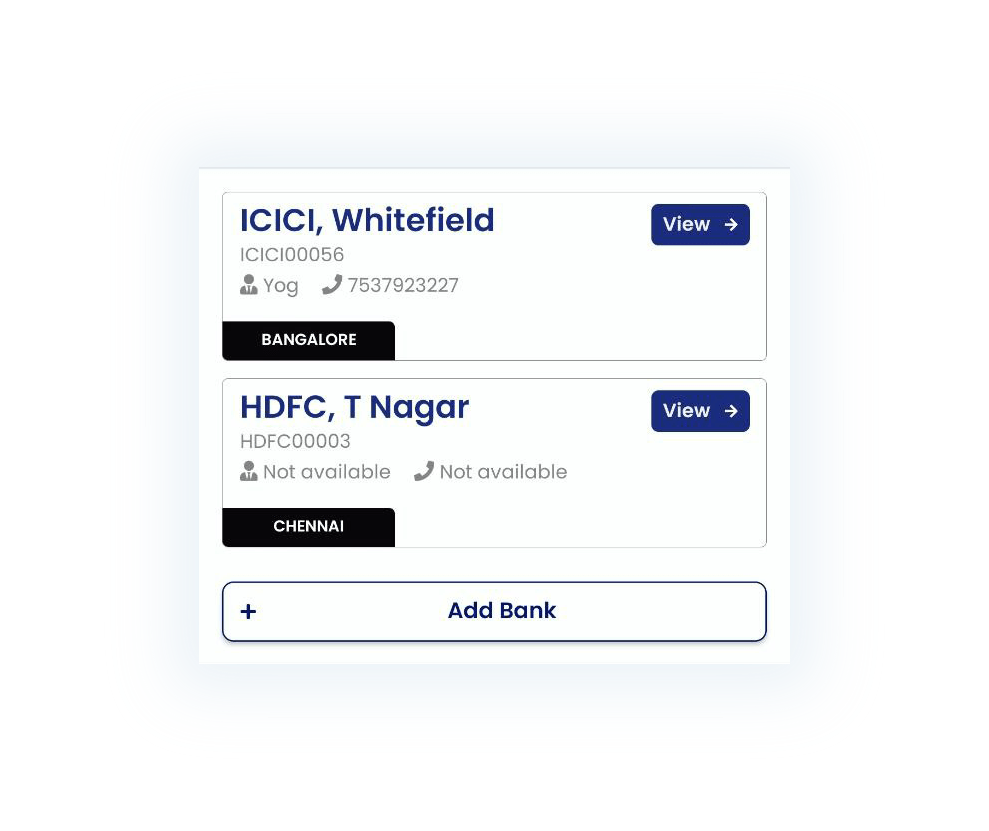 ICICI, Whitefield
View
ICICI00056
Yog 7537923227
BANGALORE
HDFC, T Nagar
View
HDFC00003
Not available Not available
CHENNAI
+ Add Bank